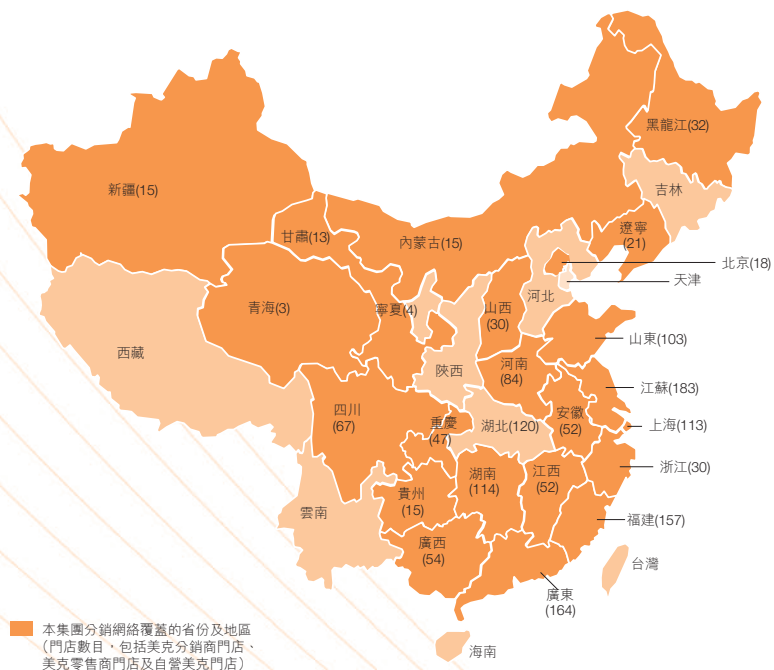 黑龍江(32)
吉林
新疆(15)
遼寧
(21)
甘肅(13)
內蒙古(15)
北京(18)
天津
河北
青海(3)
寧夏(4)
山西
(30)
山東(103)
西藏
陝西
河南
(84)
江蘇(183)
四川
(67)
重慶
(47)
湖北(120)
安徽
(52)
上海(113)
浙江(30)
湖南
(114)
江西
(52)
貴州
(15)
雲南
福建(157)
廣西
(54)
台灣
廣東
(164)
海南
本集團分銷網絡覆蓋的省份及地區
(門店數目,包括美克分銷商門店、
美克零售商門店及自營美克門店)